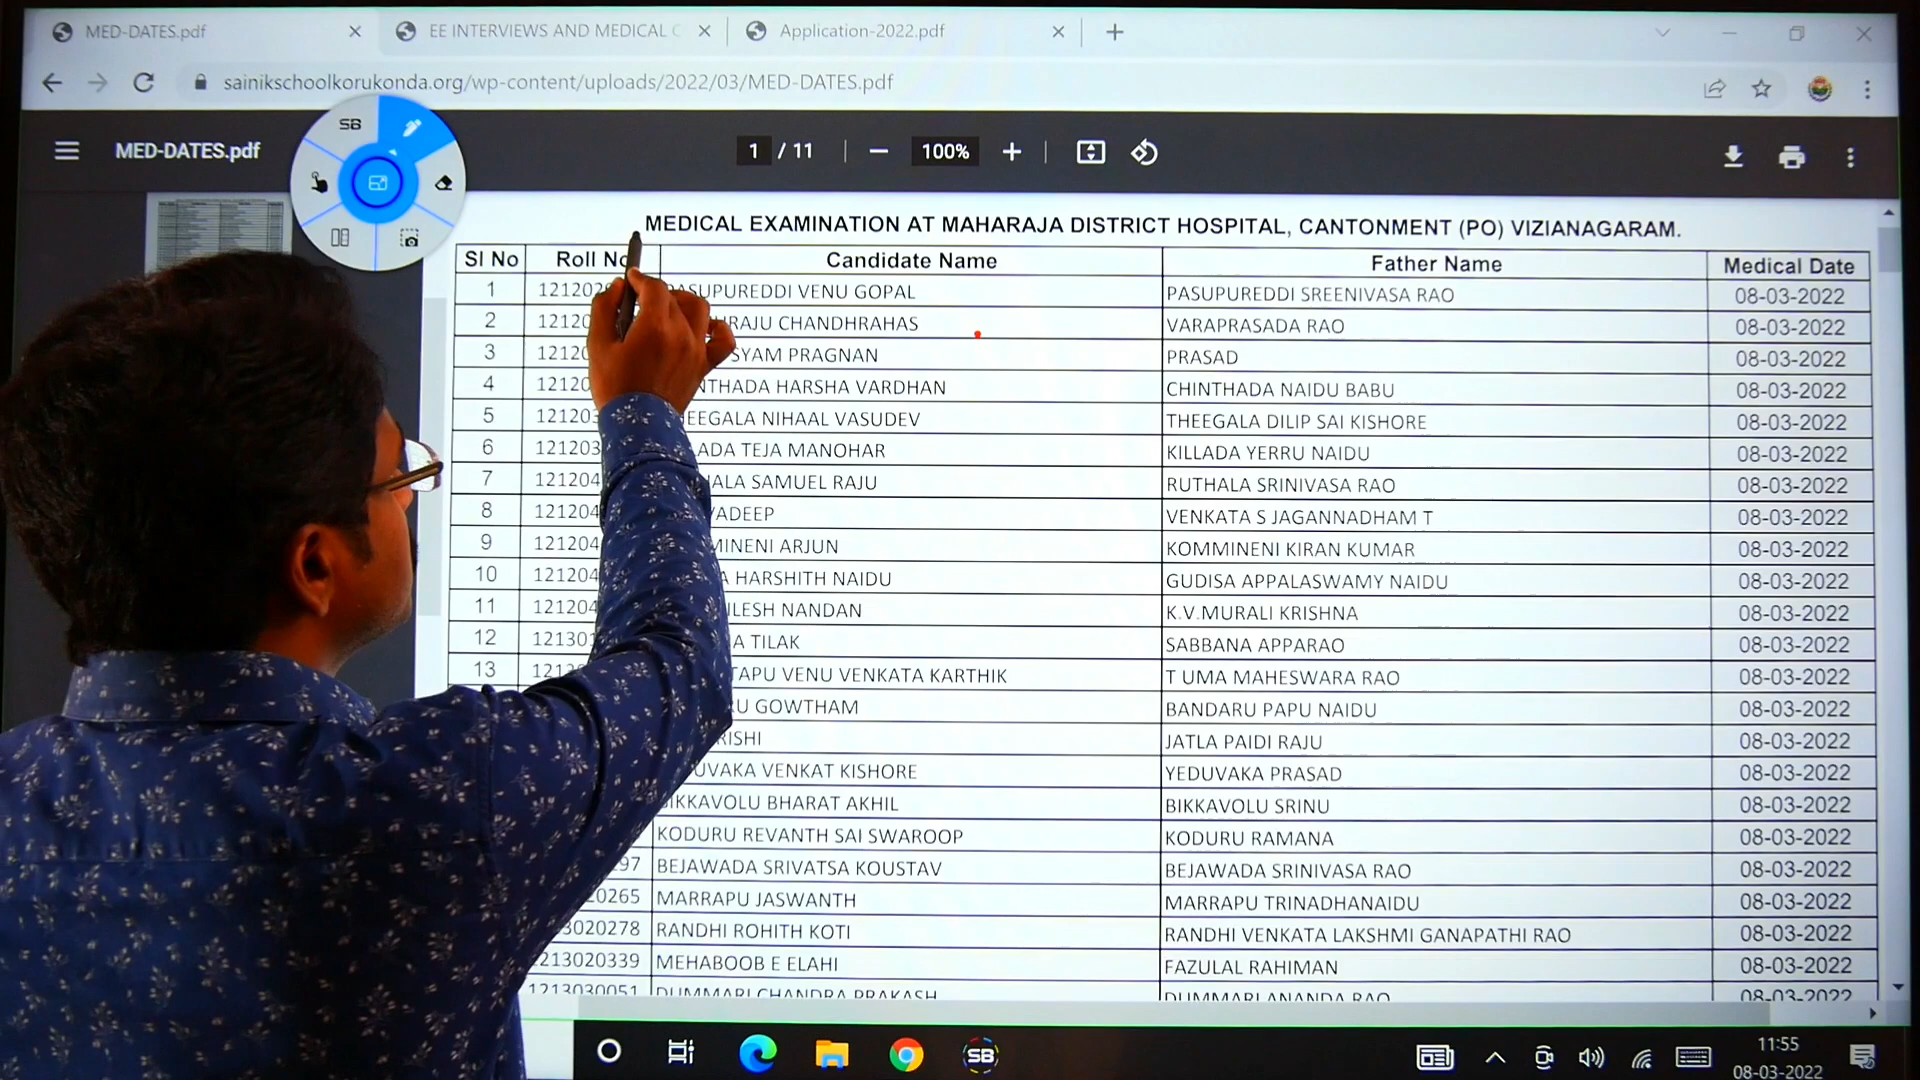 MED-DATES.pdf
EE INTERVIEWS AND MEDICAL
Application-2022.pdf
sainikschoolkorukonda.org/wp-content/uploads/2022/03/MED-DATES.pdf
MED-DATES.pdf
SB
1 / 11
100%
MEDICAL EXAMINATION AT MAHARAJA DISTRICT HOSPITAL, CANTONMENT (PO) VIZIANAGARAM.
Sl No Roll No Candidate Name Father Name Medical Date
1 PASUPUREDDI VENU GOPAL PASUPUREDDI SREENIVASA RAO 08-03-2022
2 CHANDHRAHAS VARAPRASADA RAO 08-03-2022
3 SYAM PRAGNAN PRASAD 08-03-2022
4 HARSHA VARDHAN CHINTHADA NAIDU BABU 08-03-2022
5 NIHAAL VASUDEV THEEGALA DILIP SAI KISHORE 08-03-2022
6 TEJA MANOHAR KILLADA YERRU NAIDU 08-03-2022
7 SAMUEL RAJU RUTHALA SRINIVASA RAO 08-03-2022
8 VENKATA S JAGANNADHAM T 08-03-2022
9 ARJUN KOMMINENI KIRAN KUMAR 08-03-2022
10 HARSHITH NAIDU GUDISA APPALASWAMY NAIDU 08-03-2022
11 NANDAN K.V.MURALI KRISHNA 08-03-2022
12 TILAK SABBANA APPARAO 08-03-2022
13 VENU VENKATA KARTHIK T UMA MAHESWARA RAO 08-03-2022
GOWTHAM BANDARU PAPU NAIDU 08-03-2022
JATLA PAIDI RAJU 08-03-2022
VENKAT KISHORE YEDUVAKA PRASAD 08-03-2022
BIKKAVOLU BHARAT AKHIL BIKKAVOLU SRINU 08-03-2022
KODURU REVANTH SAI SWAROOP KODURU RAMANA 08-03-2022
97 BEJAWADA SRIVATSA KOUSTAV BEJAWADA SRINIVASA RAO 08-03-2022
20265 MARRAPU JASWANTH MARRAPU TRINADHANAIDU 08-03-2022
3020278 RANDHI ROHITH KOTI RANDHI VENKATA LAKSHMI GANAPATHI RAO 08-03-2022
213020339 MEHABOOB E ELAHI FAZULAL RAHIMAN 08-03-2022
1213030051 DUMMARI CHANDRA PRAKASH DUMMARI ANANDA RAO 08-03-2022
SB
11:55
08-03-2022